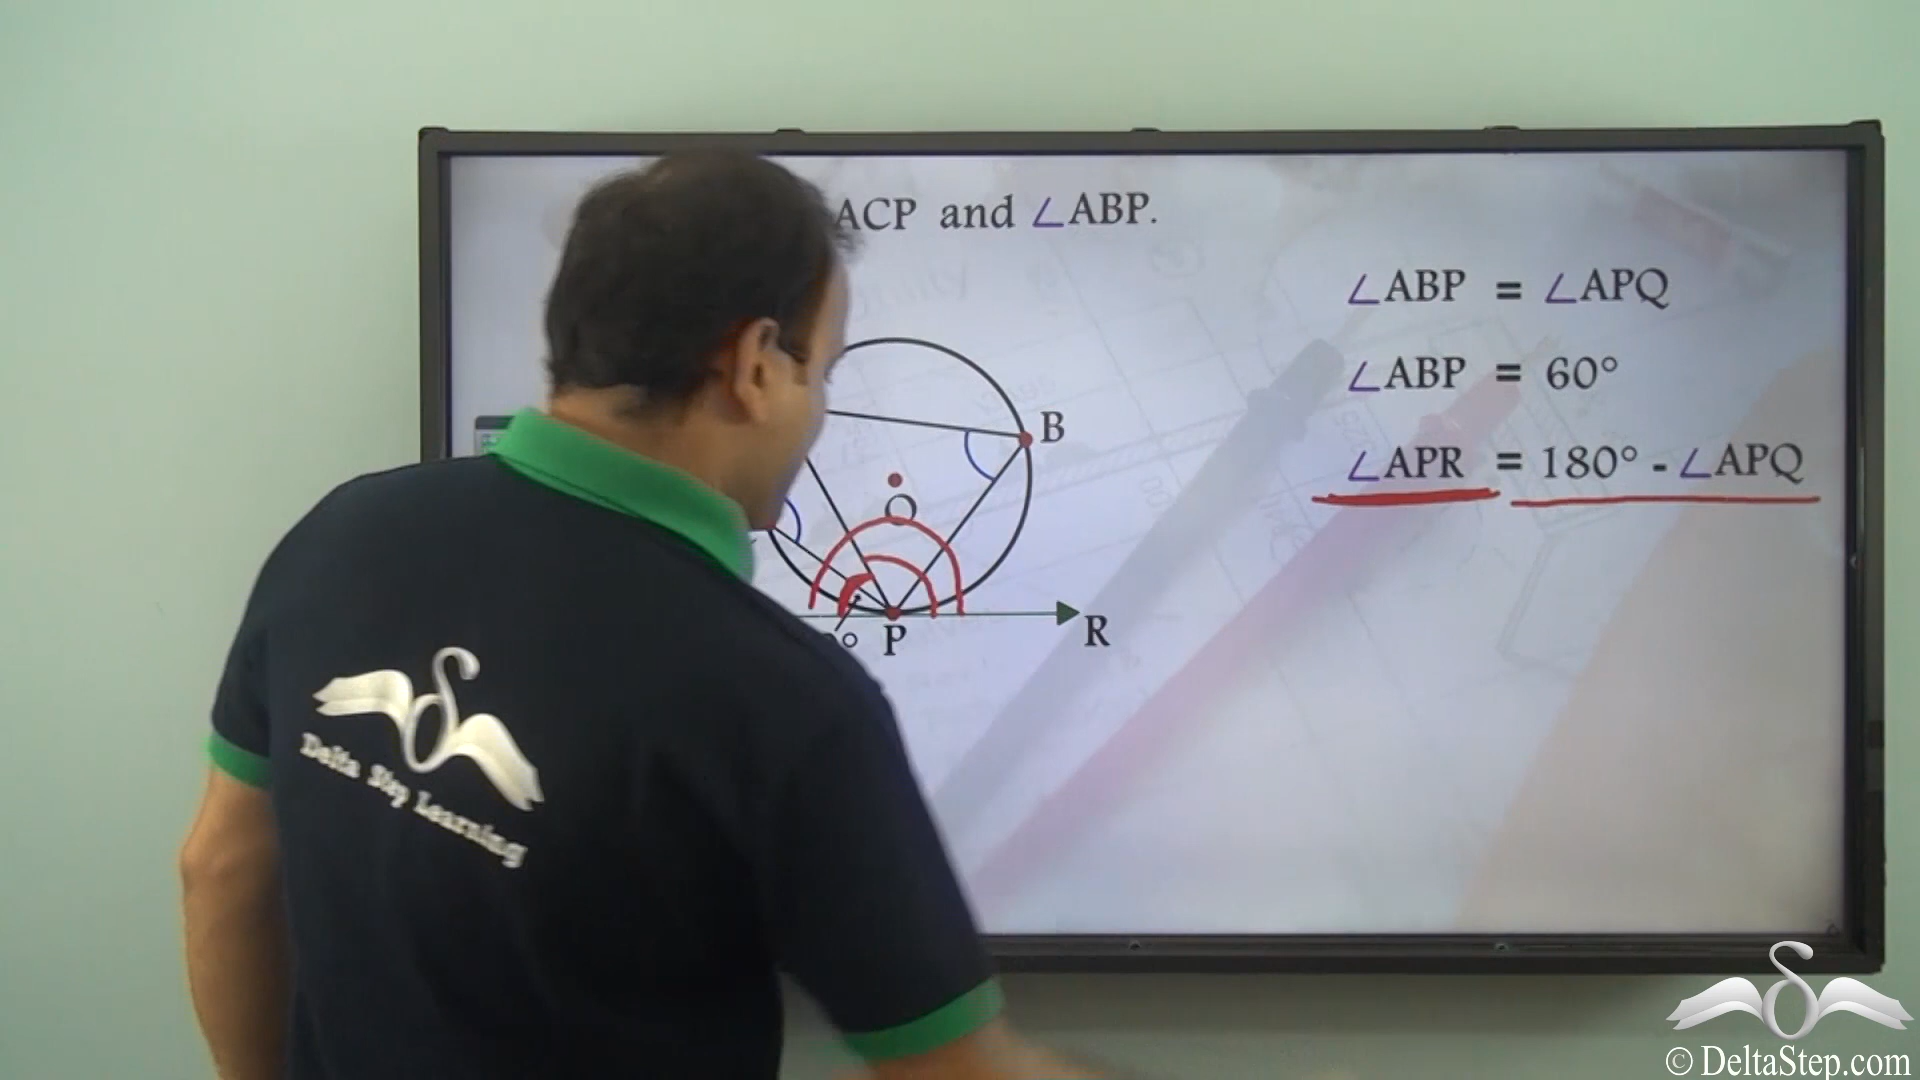 ACP and ∠ABP.
∠ABP = ∠APQ
∠ABP = 60°
∠APR = 180° - ∠APQ
B
O
P
R
Delta Step Learning
© DeltaStep.com